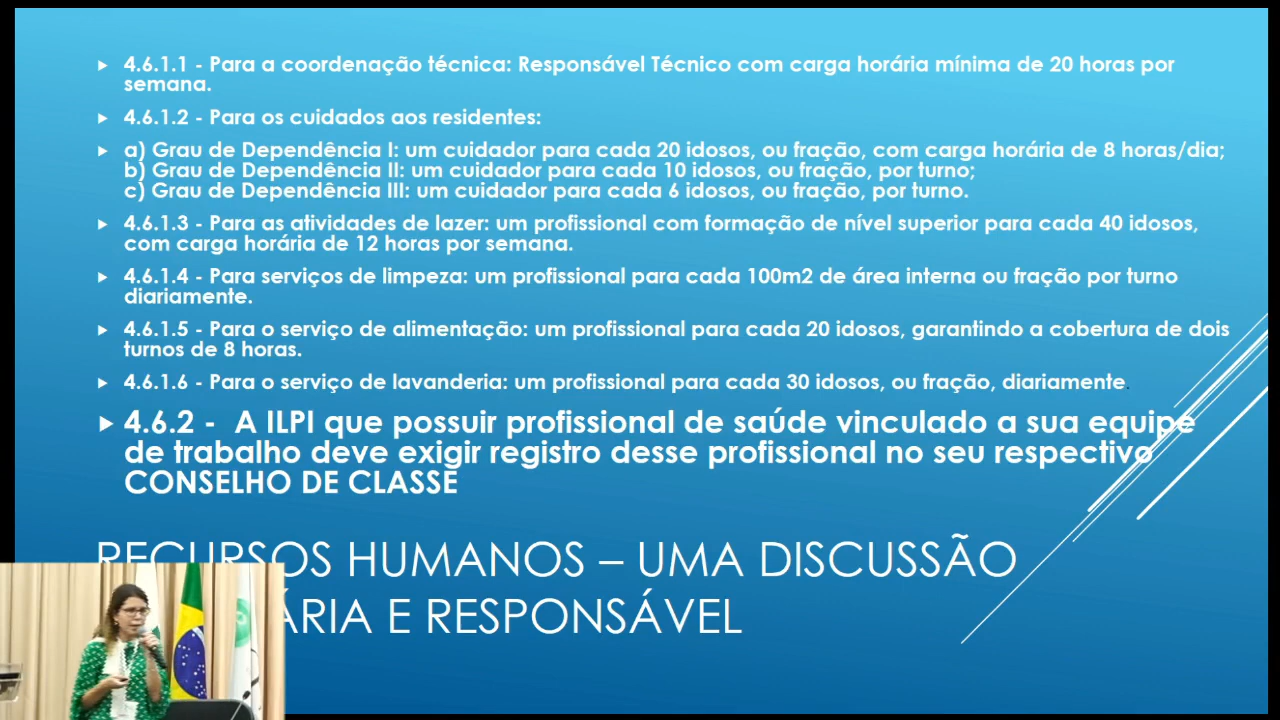 4.6.1.1 - Para a coordenação técnica: Responsável Técnico com carga horária mínima de 20 horas por
semana.
4.6.1.2 - Para os cuidados aos residentes:
a) Grau de Dependência I: um cuidador para cada 20 idosos, ou fração, com carga horária de 8 horas/dia;
b) Grau de Dependência II: um cuidador para cada 10 idosos, ou fração, por turno;
c) Grau de Dependência III: um cuidador para cada 6 idosos, ou fração, por turno.
4.6.1.3 - Para as atividades de lazer: um profissional com formação de nível superior para cada 40 idosos,
com carga horária de 12 horas por semana.
4.6.1.4 - Para serviços de limpeza: um profissional para cada 100m2 de área interna ou fração por turno
diariamente.
4.6.1.5 - Para o serviço de alimentação: um profissional para cada 20 idosos, garantindo a cobertura de dois
turnos de 8 horas.
4.6.1.6 - Para o serviço de lavanderia: um profissional para cada 30 idosos, ou fração, diariamente.
4.6.2 - A ILPI que possuir profissional de saúde vinculado a sua equipe
de trabalho deve exigir registro desse profissional no seu respectivo
CONSELHO DE CLASSE
RECURSOS HUMANOS – UMA DISCUSSÃO
E RESPONSÁVEL